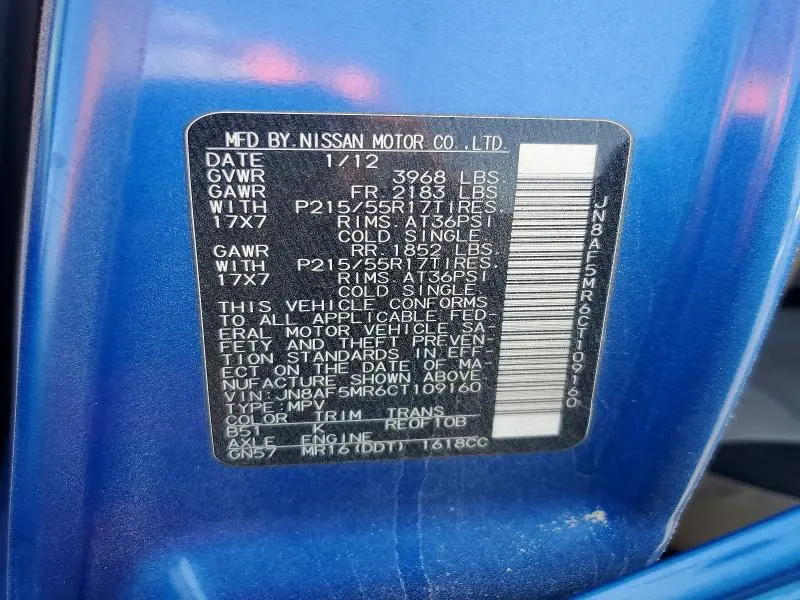 MFD BY.NISSAN MOTOR CO.,LTD.
DATE 1/12
GVWR 3968 LBS.
GAWR FR. 2183 LBS.
WITH P215/55R17TIRES.
17X7 RIMS. AT36PSI
COLD SINGLE
GAWR RR. 1852 LBS.
WITH P215/55R17TIRES.
17X7 RIMS. AT36PSI
COLD SINGLE
THIS VEHICLE CONFORMS
TO ALL APPLICABLE FED-
ERAL MOTOR VEHICLE SA-
FETY AND THEFT PREVEN-
TION STANDARDS IN EFF-
ECT ON THE DATE OF MA-
NUFACTURE SHOWN ABOVE
VIN:JN8AF5MR6CT109160
TYPE:MPV
COLOR TRIM TRANS
B51 K RE0F10B
AXLE ENGINE
GN57 MR16(DDT) 1618CC
JN8AF5MR6CT109160